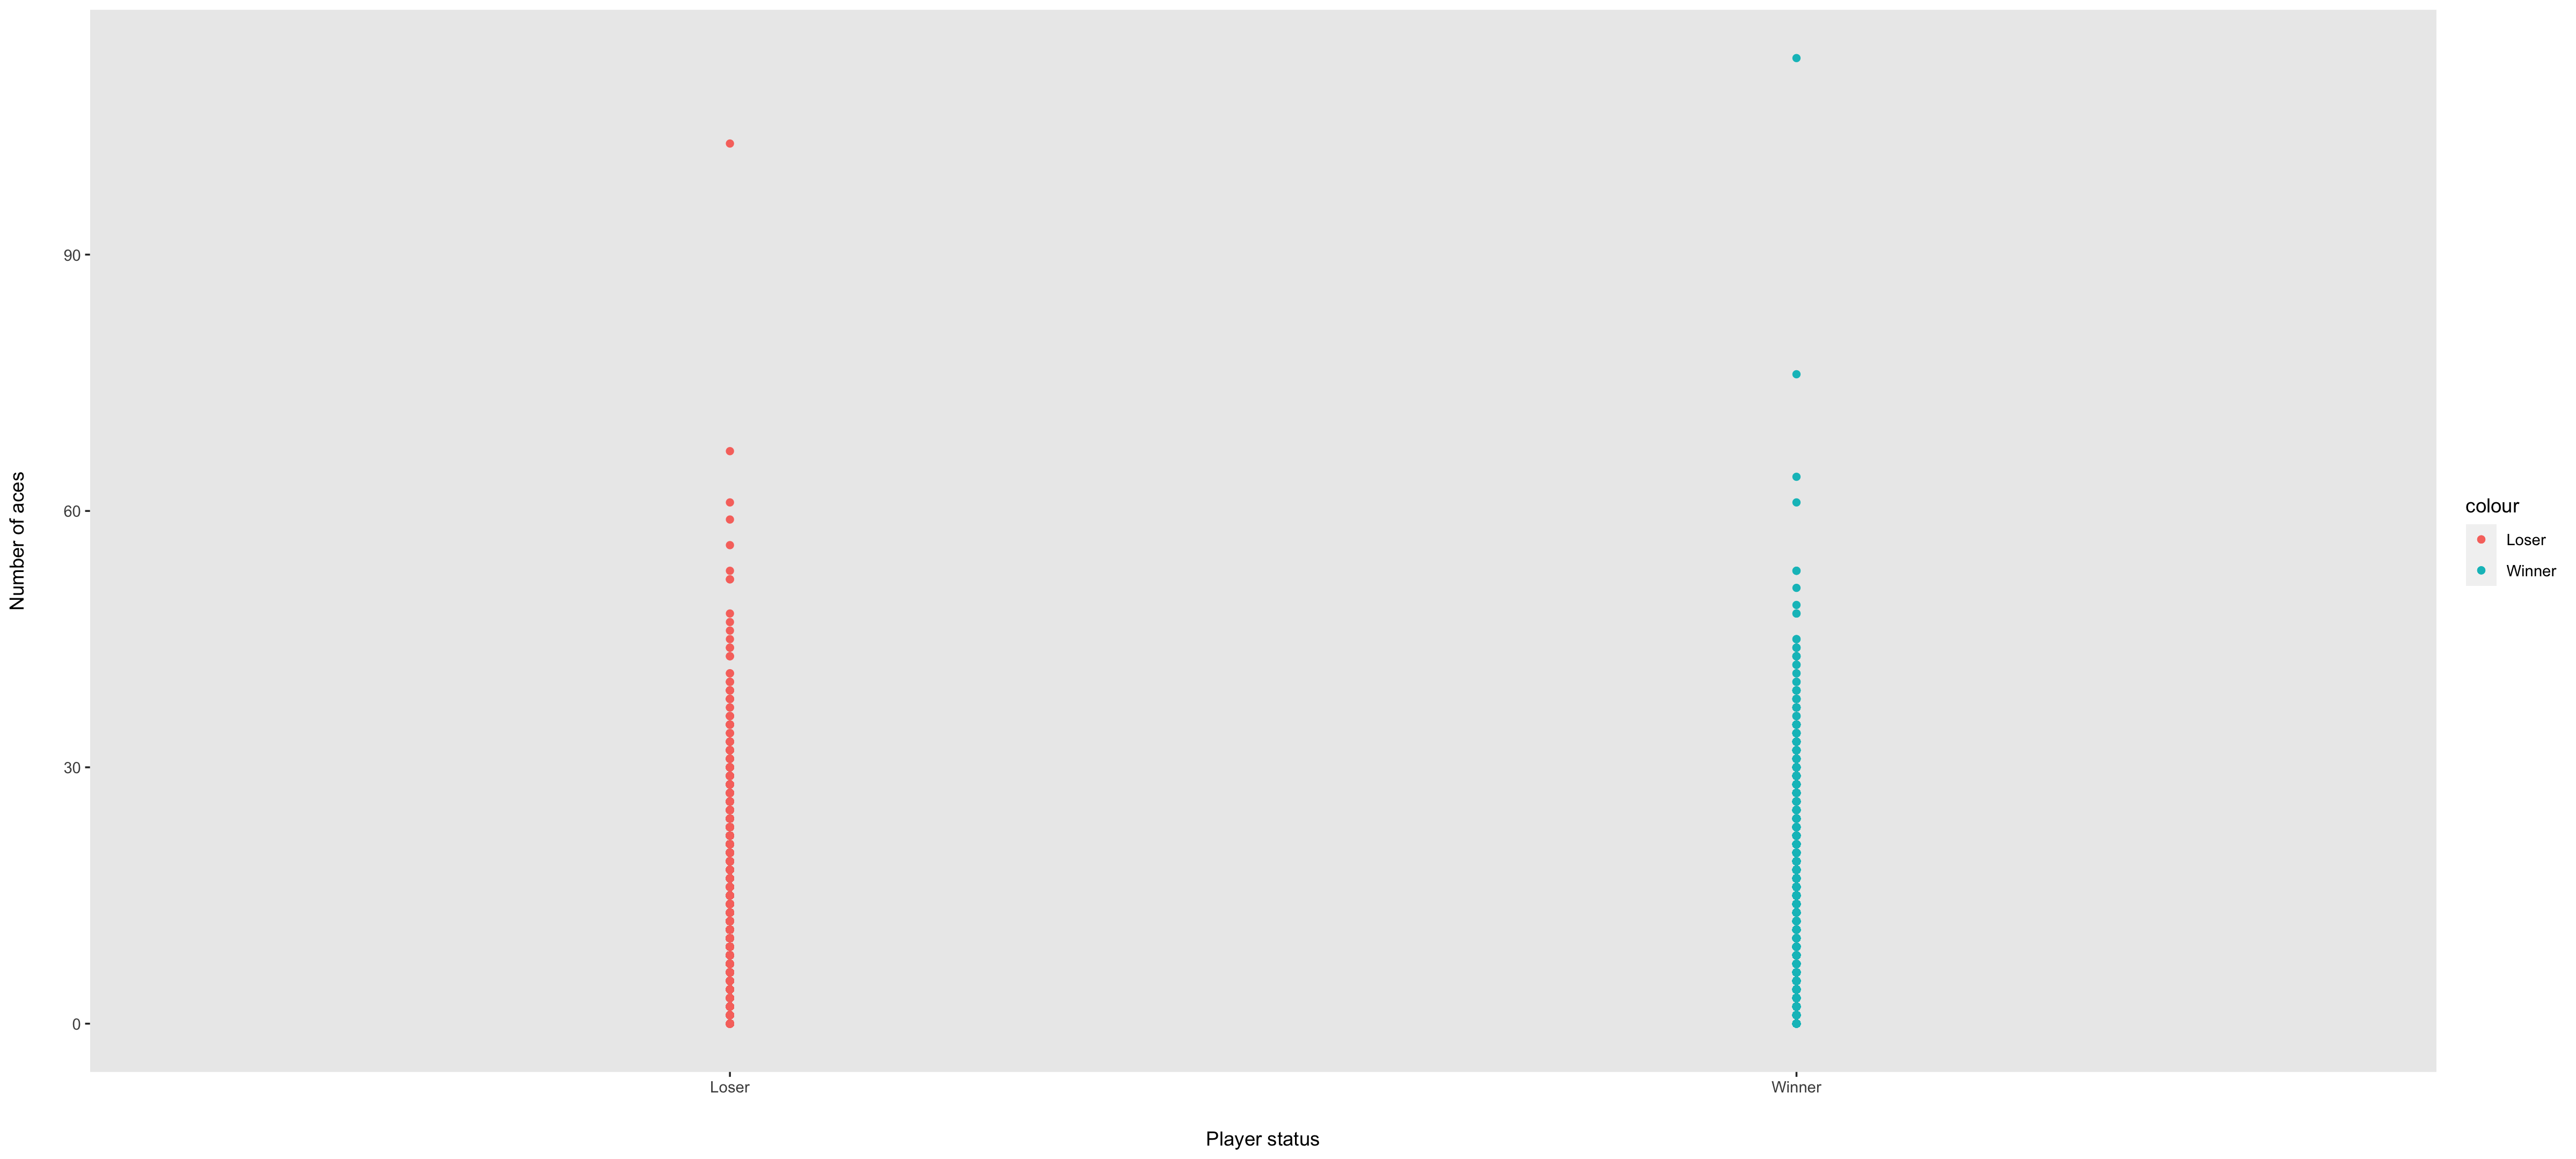 Number of aces
90
60
30
0
Loser
Winner
Player status
colour
Loser
Winner